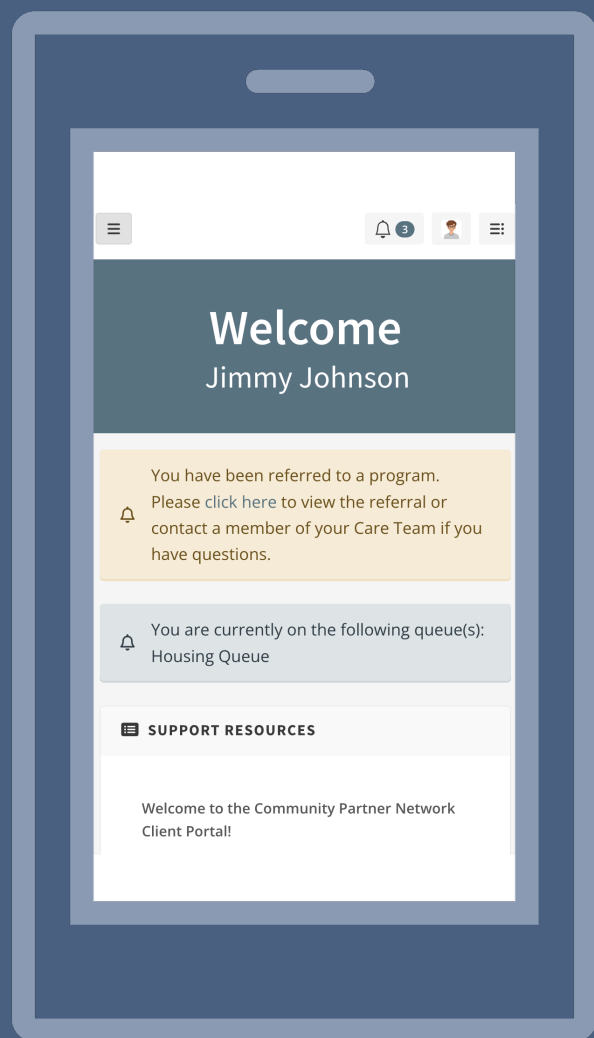 3
Welcome
Jimmy Johnson
You have been referred to a program.
Please click here to view the referral or
contact a member of your Care Team if you
have questions.
You are currently on the following queue(s):
Housing Queue
SUPPORT RESOURCES
Welcome to the Community Partner Network
Client Portal!